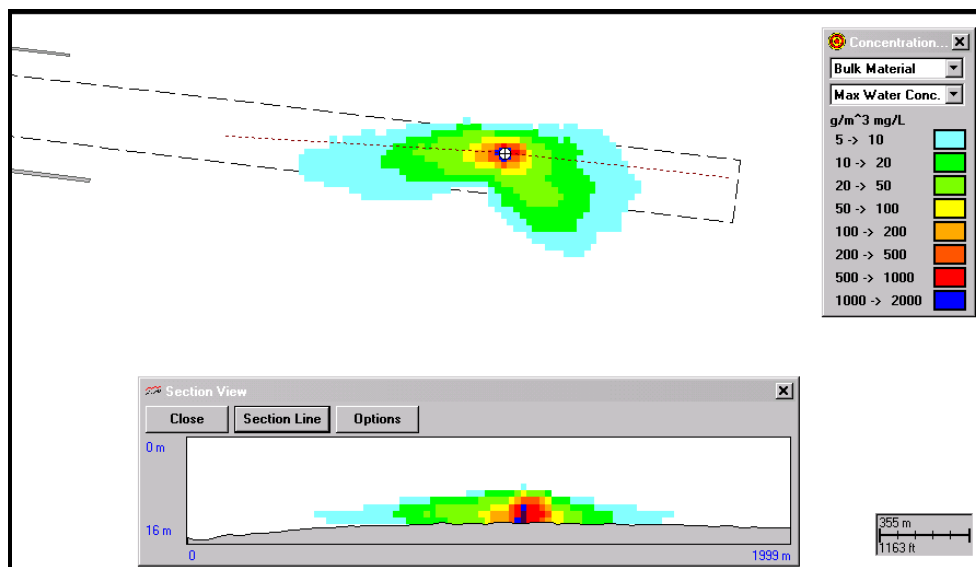 Concentration...
Bulk Material
Max Water Conc.
g/m^3 mg/L
5 -> 10
10 -> 20
20 -> 50
50 -> 100
100 -> 200
200 -> 500
500 -> 1000
1000 -> 2000
Section View
Close Section Line Options
0 m
16 m
0 1999 m
355 m
1163 ft